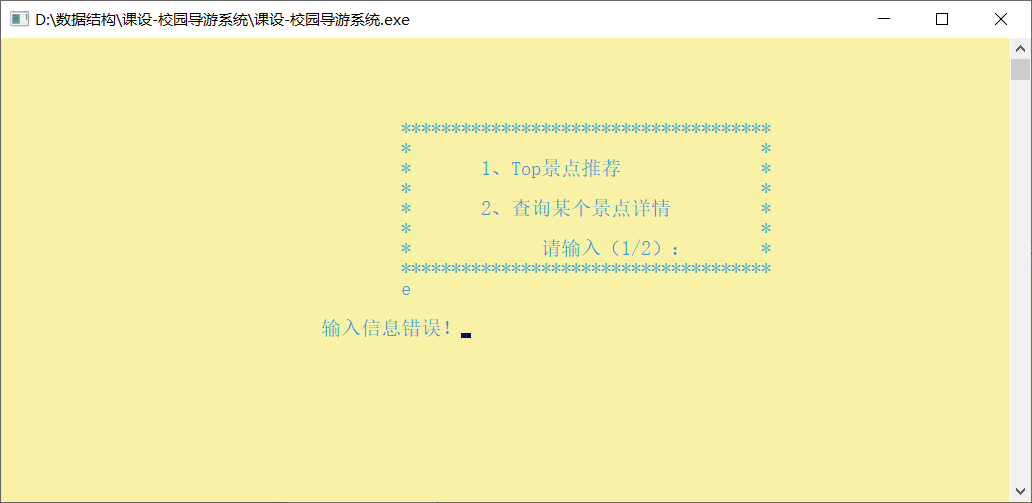 D:\数据结构\课设-校园导游系统\课设-校园导游系统.exe
*************************************
*                                   *
*       1、Top景点推荐              *
*                                   *
*       2、查询某个景点详情         *
*                                   *
*             请输入（1/2）：       *
*************************************
e
输入信息错误！